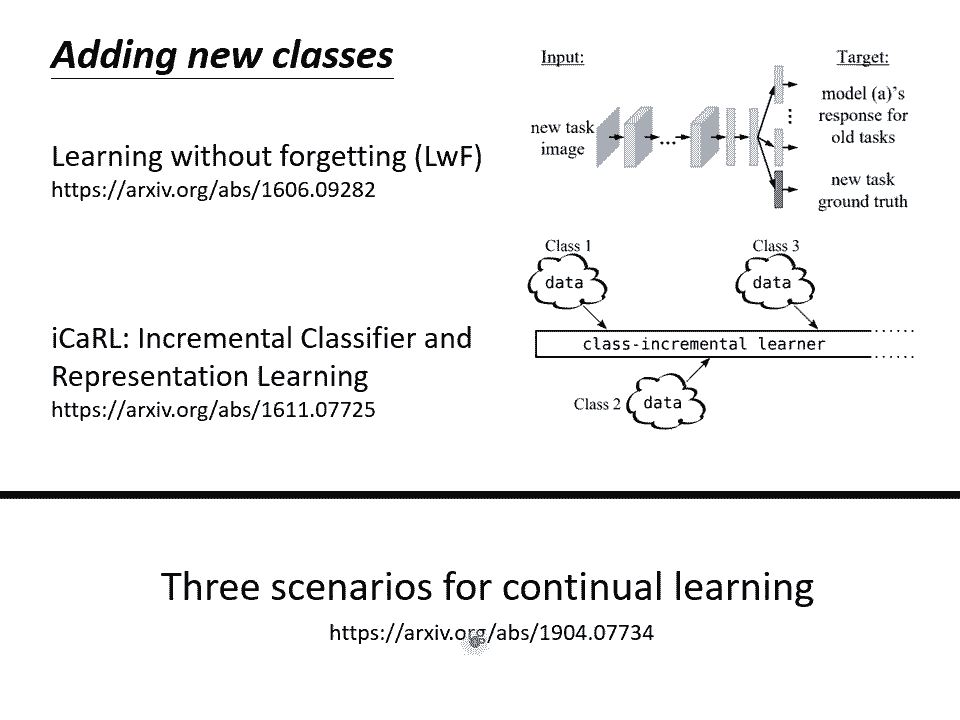 Adding new classes
Learning without forgetting (LwF)
https://arxiv.org/abs/1606.09282
Input:
Target:
new task
image
...
model (a)'s
response for
old tasks
new task
ground truth
iCaRL: Incremental Classifier and
Representation Learning
https://arxiv.org/abs/1611.07725
Class 1
data
Class 3
data
class-incremental learner
Class 2
data
Three scenarios for continual learning
https://arxiv.org/abs/1904.07734